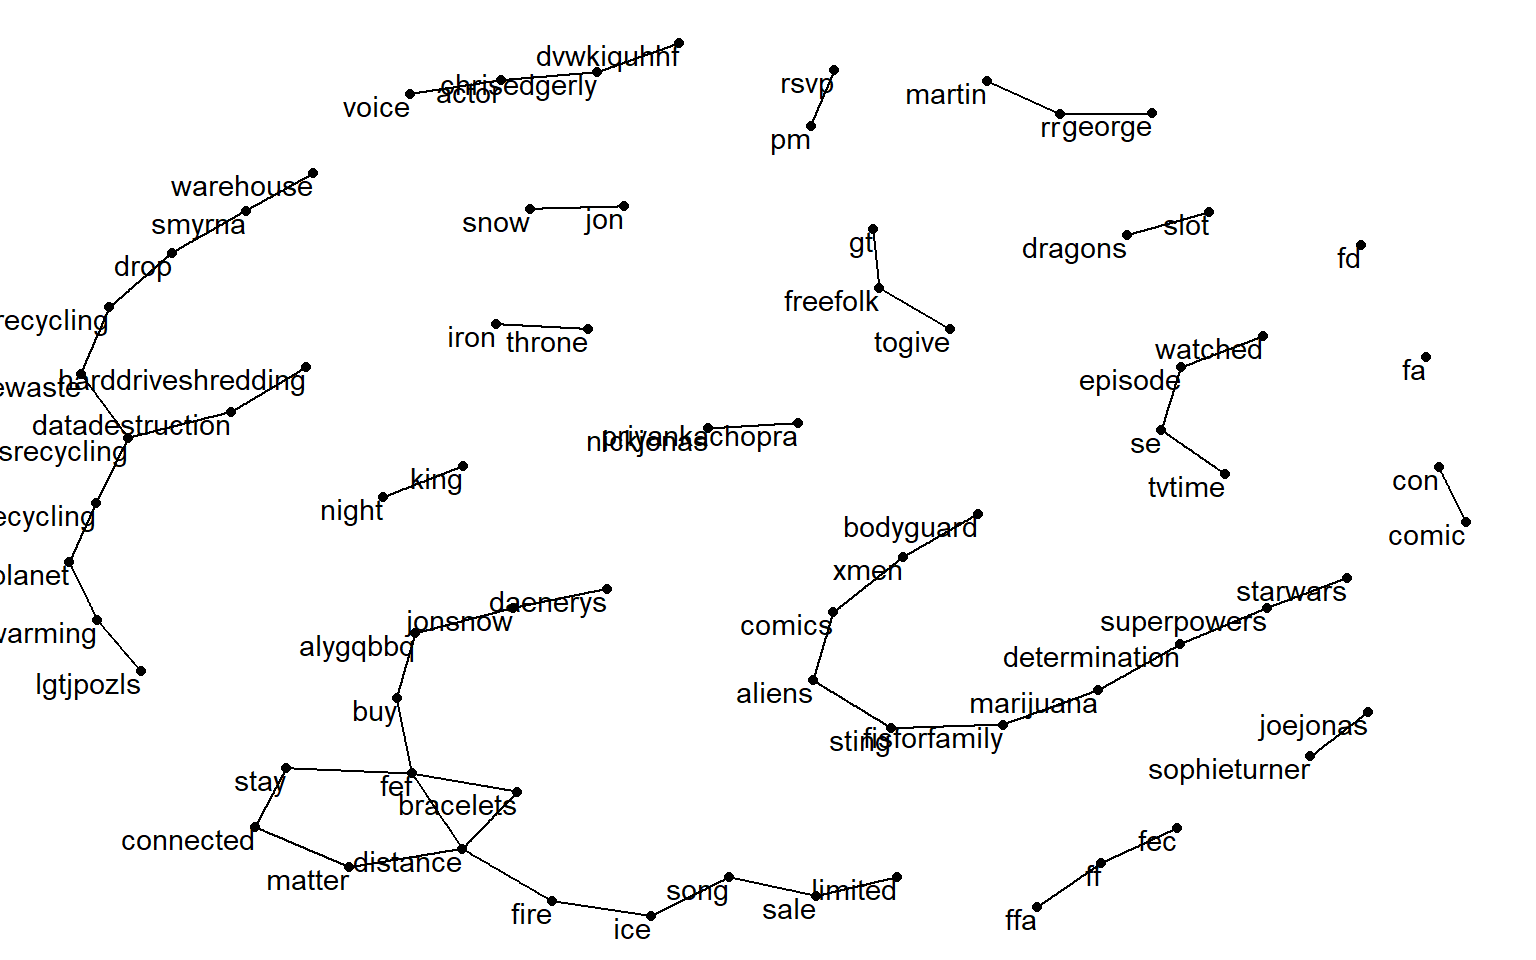 dvwkiquhhf
chrisedgerly
actor
voice
rsvp
pm
martin
rr
george
warehouse
smyrna
drop
recycling
ewaste
harddriveshredding
datadestruction
srecycling
ecycling
planet
warming
lgtjpozls
snow
jon
gt
freefolk
togive
dragons
slot
fd
iron
throne
watched
episode
se
tvtime
fa
priyankachopra
nickjonas
king
night
con
comic
bodyguard
xmen
comics
aliens
sting
fisforfamily
marijuana
determination
superpowers
starwars
daenerys
jonsnow
alygqbbq
buy
stay
fef
bracelets
connected
matter
distance
fire
ice
song
sale
limited
joejonas
sophieturner
fec
ff
ffa